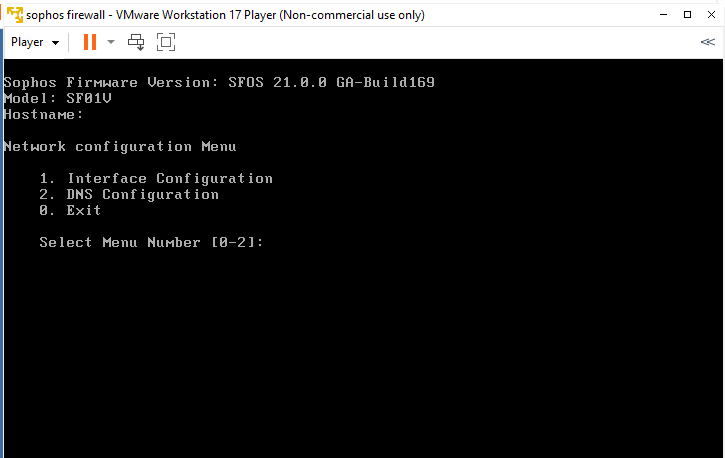 sophos firewall - VMware Workstation 17 Player (Non-commercial use only)
Player
Sophos Firmware Version: SFOS 21.0.0 GA-Build169
Model: SF01V
Hostname:
Network configuration Menu
1. Interface Configuration
2. DNS Configuration
0. Exit
Select Menu Number [0-2]: